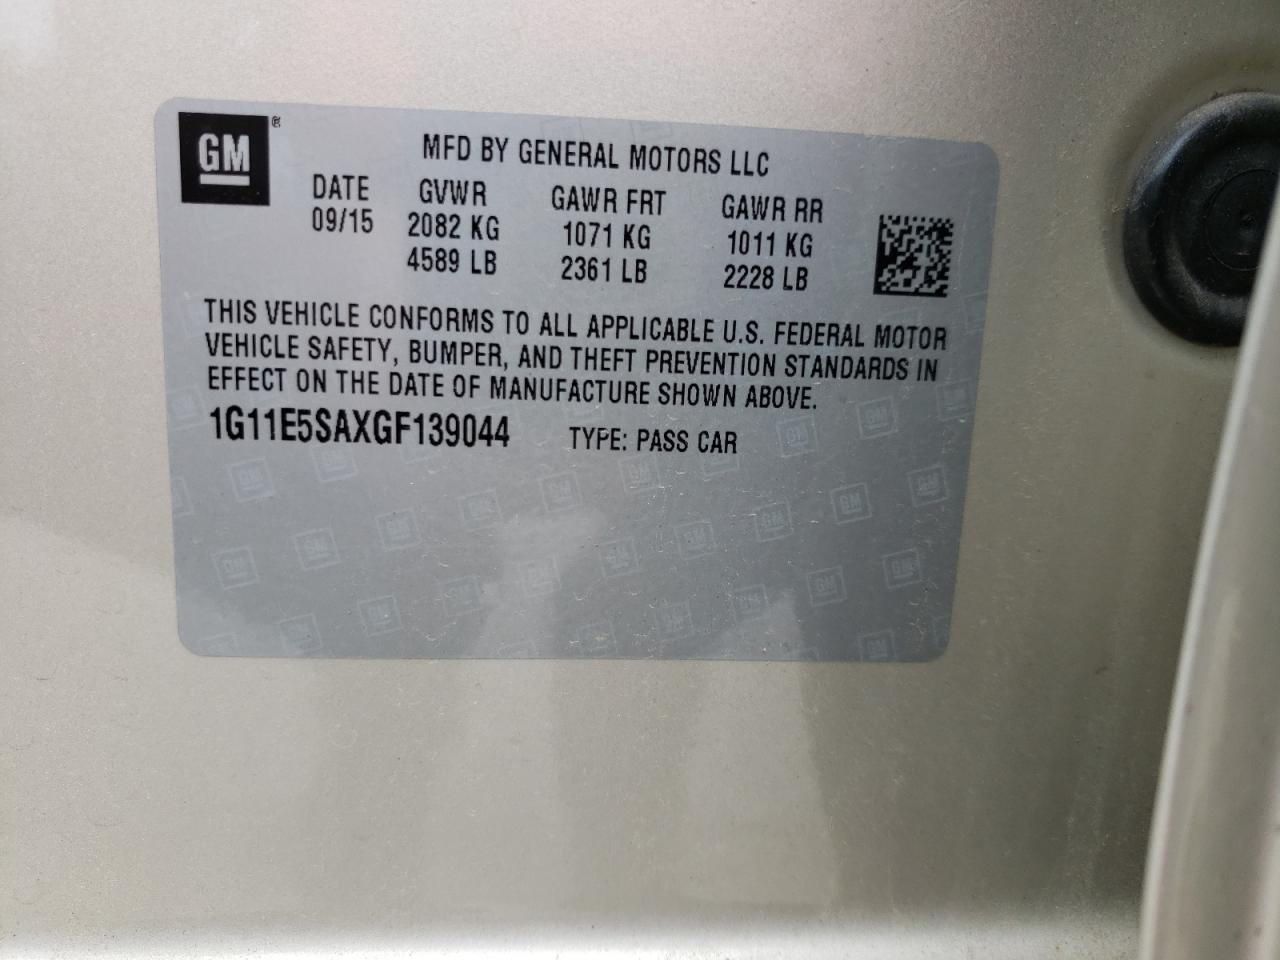 GM®
MFD BY GENERAL MOTORS LLC
DATE GVWR GAWR FRT GAWR RR
09/15 2082 KG 1071 KG 1011 KG
4589 LB 2361 LB 2228 LB
THIS VEHICLE CONFORMS TO ALL APPLICABLE U.S. FEDERAL MOTOR
VEHICLE SAFETY, BUMPER, AND THEFT PREVENTION STANDARDS IN
EFFECT ON THE DATE OF MANUFACTURE SHOWN ABOVE.
1G11E5SAXGF139044 TYPE: PASS CAR